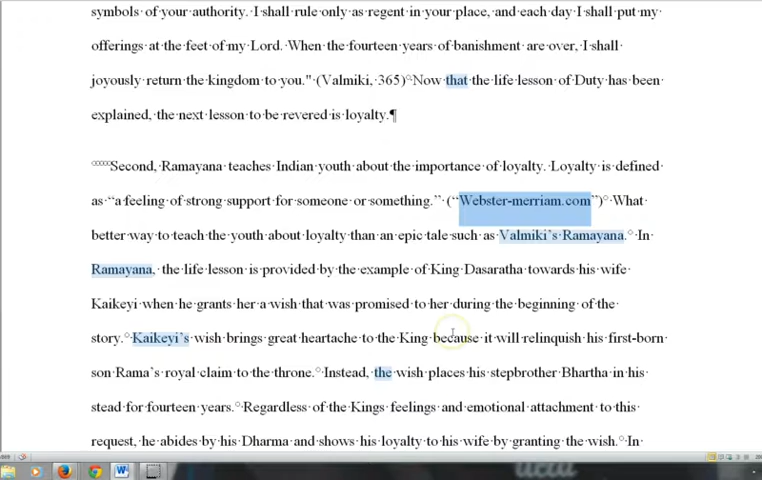 symbols of your authority. I shall rule only as regent in your place, and each day I shall put my
offerings at the feet of my Lord. When the fourteen years of banishment are over, I shall
joyously return the kingdom to you." (Valmiki, 365) Now that the life lesson of Duty has been
explained, the next lesson to be revered is loyalty.¶
Second, Ramayana teaches Indian youth about the importance of loyalty. Loyalty is defined
as “a feeling of strong support for someone or something.” (“Webster-merriam.com”) What
better way to teach the youth about loyalty than an epic tale such as Valmiki’s Ramayana. In
Ramayana, the life lesson is provided by the example of King Dasaratha towards his wife
Kaikeyi when he grants her a wish that was promised to her during the beginning of the
story. Kaikeyi’s wish brings great heartache to the King because it will relinquish his first-born
son Rama`s royal claim to the throne. Instead, the wish places his stepbrother Bhartha in his
stead for fourteen years. Regardless of the Kings feelings and emotional attachment to this
request, he abides by his Dharma and shows his loyalty to his wife by granting the wish. In